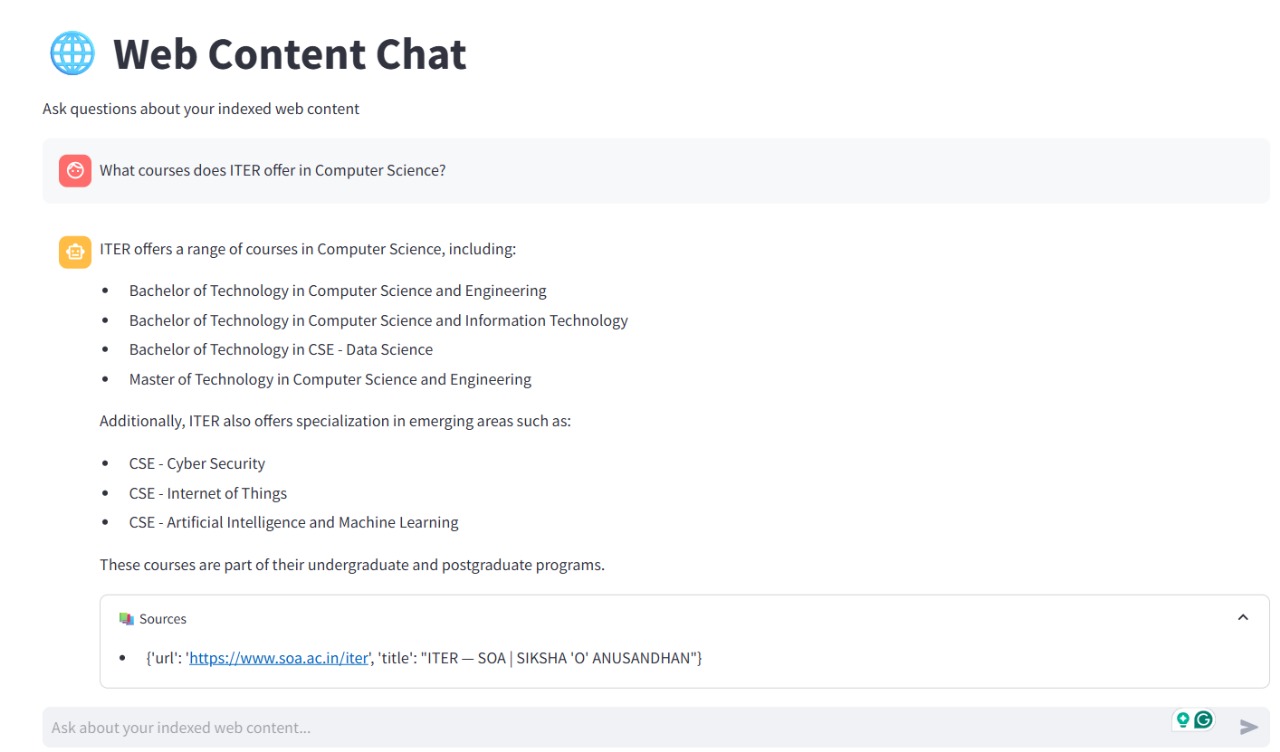 Web Content Chat
Ask questions about your indexed web content
What courses does ITER offer in Computer Science?
ITER offers a range of courses in Computer Science, including:
• Bachelor of Technology in Computer Science and Engineering
• Bachelor of Technology in Computer Science and Information Technology
• Bachelor of Technology in CSE - Data Science
• Master of Technology in Computer Science and Engineering
Additionally, ITER also offers specialization in emerging areas such as:
• CSE - Cyber Security
• CSE - Internet of Things
• CSE - Artificial Intelligence and Machine Learning
These courses are part of their undergraduate and postgraduate programs.
Sources
• {'url': 'https://www.soa.ac.in/iter', 'title': "ITER — SOA | SIKSHA 'O' ANUSANDHAN"}
Ask about your indexed web content...